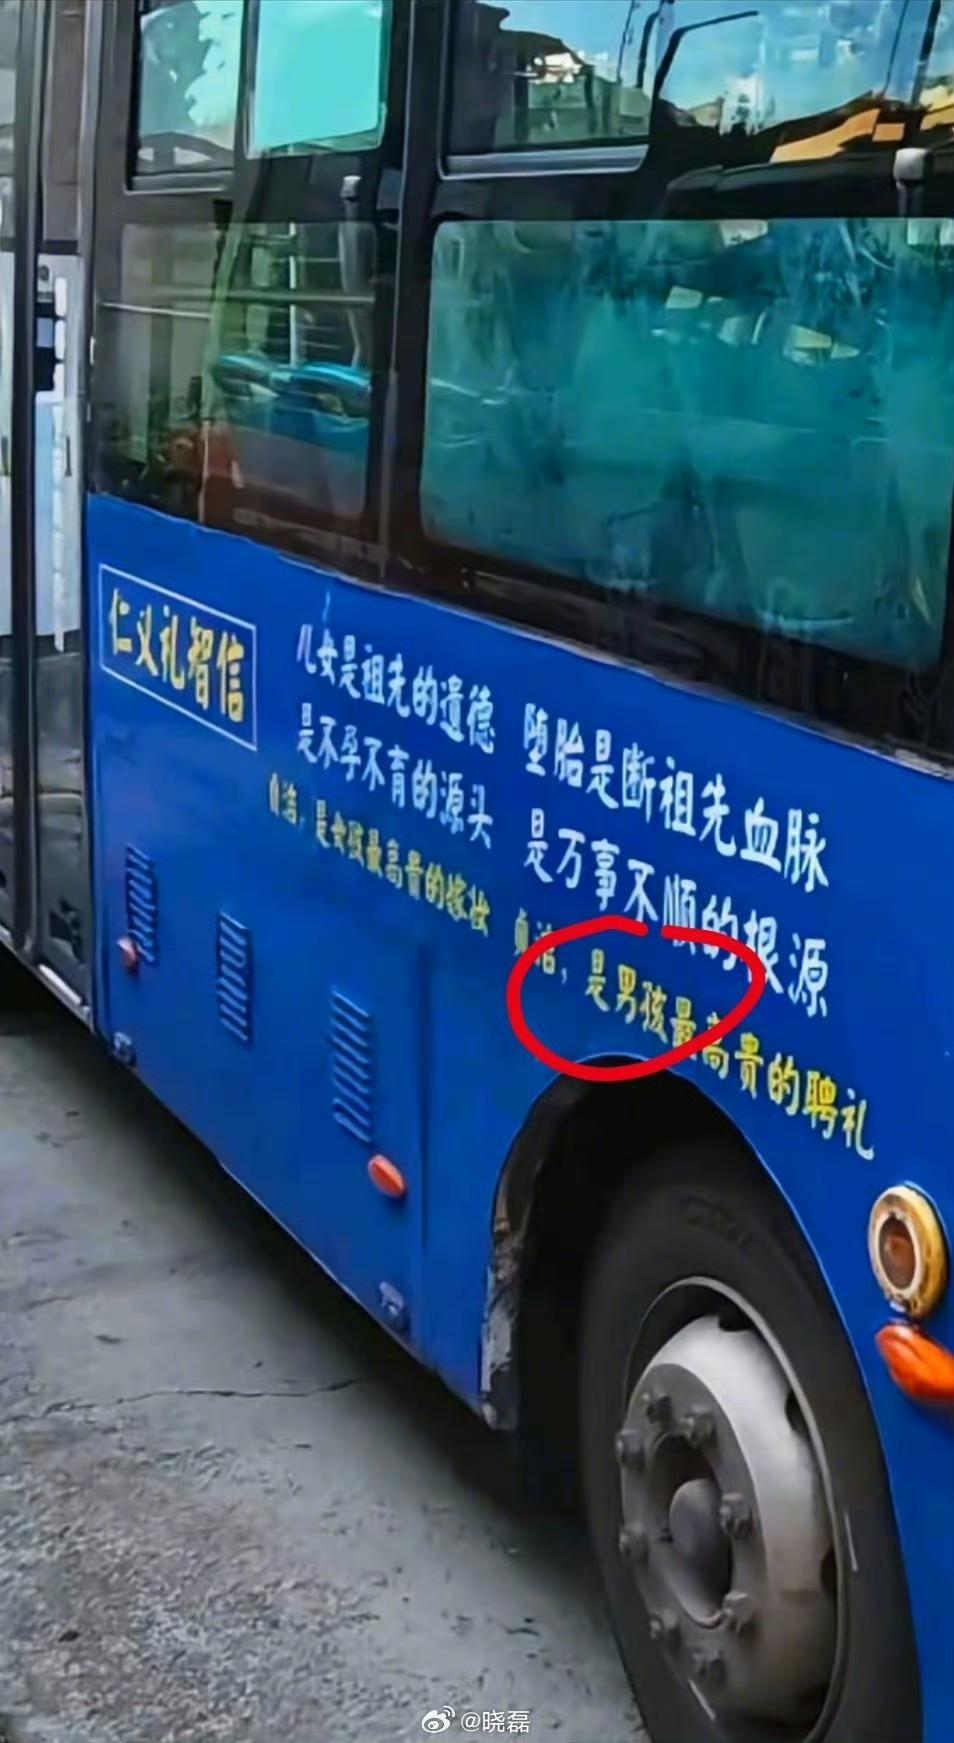 仁义礼智信
儿女是祖先的道德
是不孕不育的源头
贞洁，是女孩最高贵的嫁妆
堕胎是断祖先血脉
是万事不顺的根源
贞洁，是男孩最高贵的聘礼
@晓磊